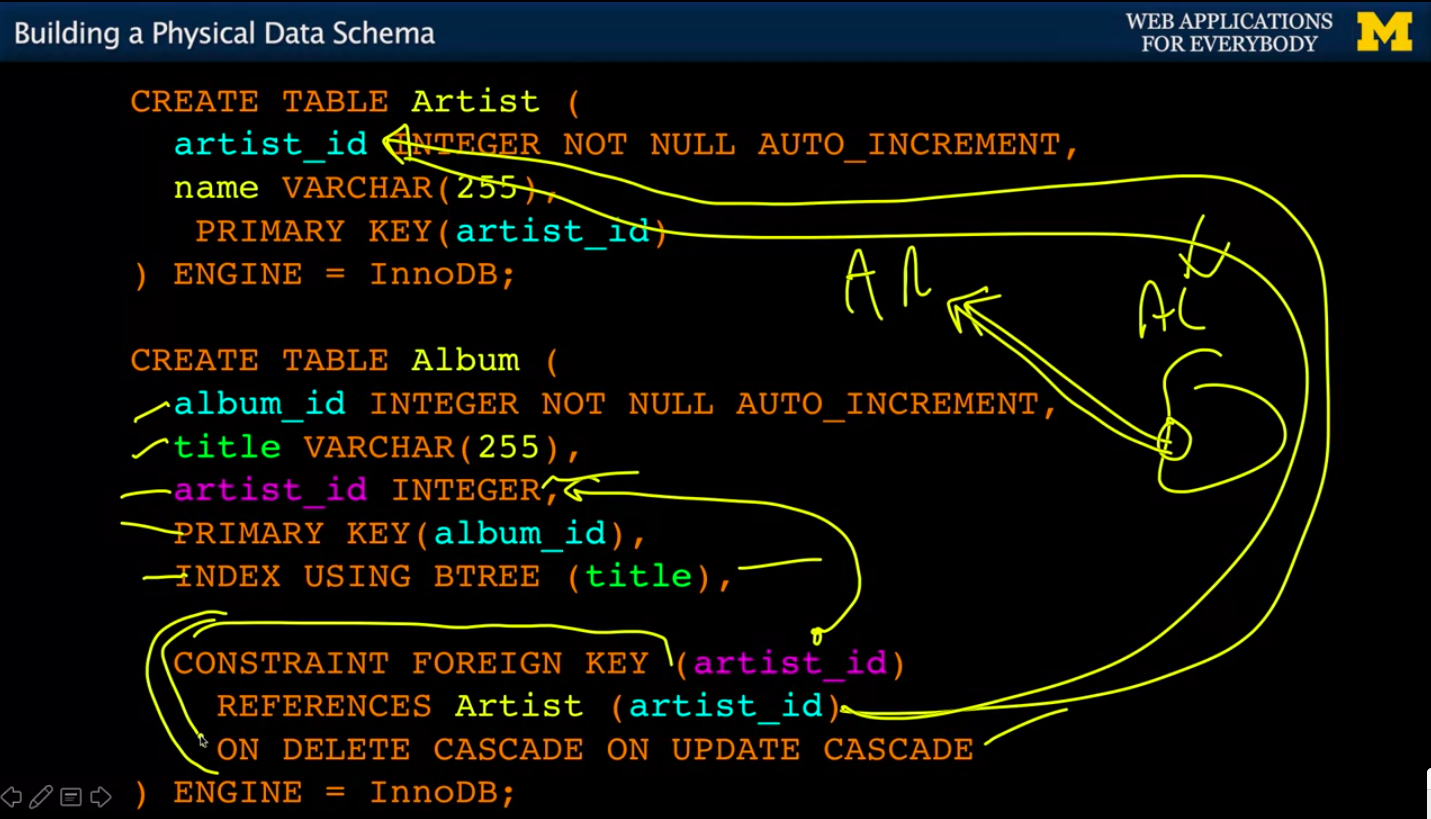 Building a Physical Data Schema
WEB APPLICATIONS
FOR EVERYBODY
M
CREATE TABLE Artist (
artist_id INTEGER NOT NULL AUTO_INCREMENT,
name VARCHAR(255),
PRIMARY KEY(artist_id)
) ENGINE = InnoDB;
CREATE TABLE Album (
album_id INTEGER NOT NULL AUTO_INCREMENT,
title VARCHAR(255),
artist_id INTEGER,
PRIMARY KEY(album_id),
INDEX USING BTREE (title),
CONSTRAINT FOREIGN KEY (artist_id)
REFERENCES Artist (artist_id)
ON DELETE CASCADE ON UPDATE CASCADE
) ENGINE = InnoDB;